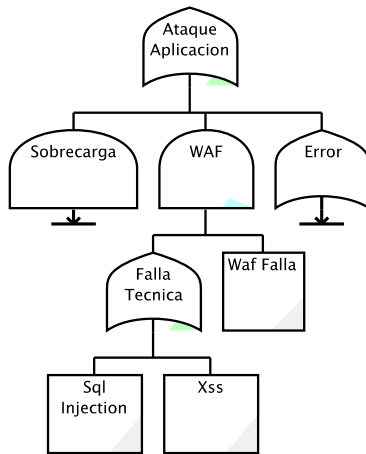 Ataque
Aplicacion
Sobrecarga
WAF
Error
Falla
Tecnica
Waf Falla
Sql
Injection
Xss